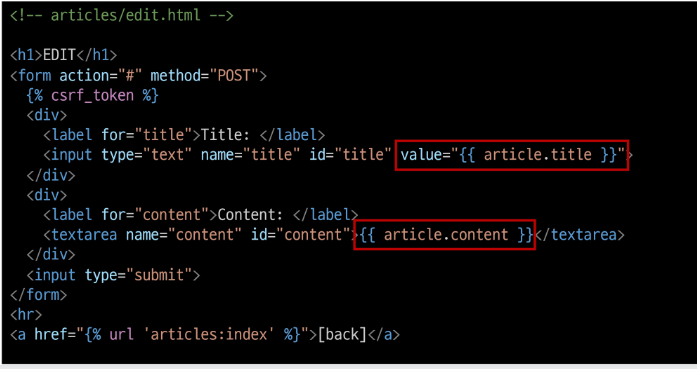 <!-- articles/edit.html -->
<h1>EDIT</h1>
<form action="#" method="POST">
{% csrf_token %}
<div>
<label for="title">Title: </label>
<input type="text" name="title" id="title" value="{{ article.title }}">
</div>
<div>
<label for="content">Content: </label>
<textarea name="content" id="content">{{ article.content }}</textarea>
</div>
<input type="submit">
</form>
<hr>
<a href="{% url 'articles:index' %}">[back]</a>